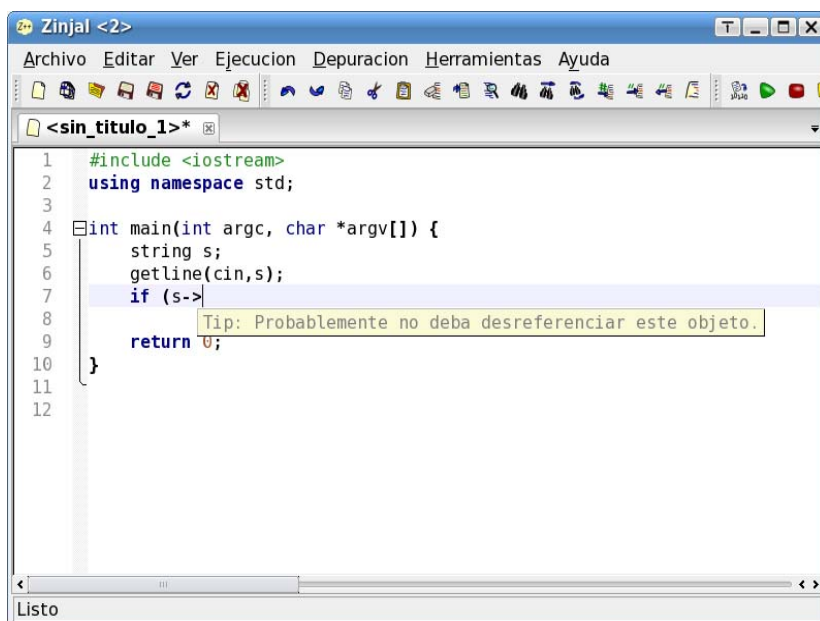 Zinjal <2>
Archivo Editar Ver Ejecucion Depuracion Herramientas Ayuda
<sin_titulo_1>*
1 #include <iostream>
2 using namespace std;
3
4 int main(int argc, char *argv[]) {
5 string s;
6 getline(cin,s);
7 if (s->
8 Tip: Probablemente no deba desreferenciar este objeto.
9 return 0;
10 }
11
12
Listo